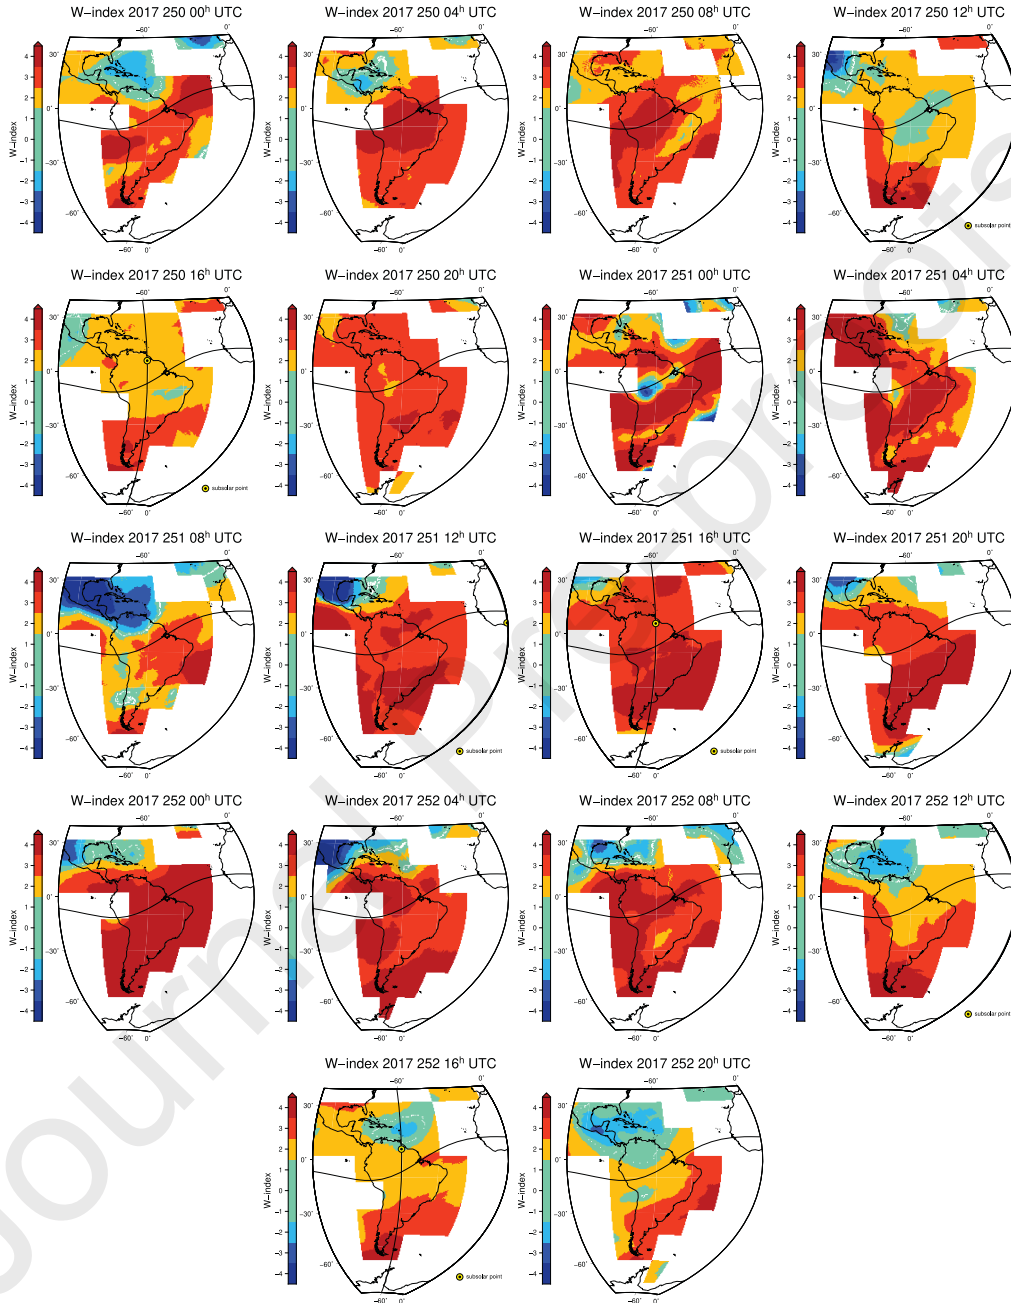 W−index 2017 250 00h UTC
W−index 2017 250 04h UTC
W−index 2017 250 08h UTC
W−index 2017 250 12h UTC
W−index 2017 250 16h UTC
W−index 2017 250 20h UTC
W−index 2017 251 00h UTC
W−index 2017 251 04h UTC
W−index 2017 251 08h UTC
W−index 2017 251 12h UTC
W−index 2017 251 16h UTC
W−index 2017 251 20h UTC
W−index 2017 252 00h UTC
W−index 2017 252 04h UTC
W−index 2017 252 08h UTC
W−index 2017 252 12h UTC
W−index 2017 252 16h UTC
W−index 2017 252 20h UTC
W−index
4
3
2
1
0
−1
−2
−3
−4
−60˚
0˚
30˚
0˚
−30˚
−60˚
−60˚
0˚
subsolar point
Journal Pre-proofs